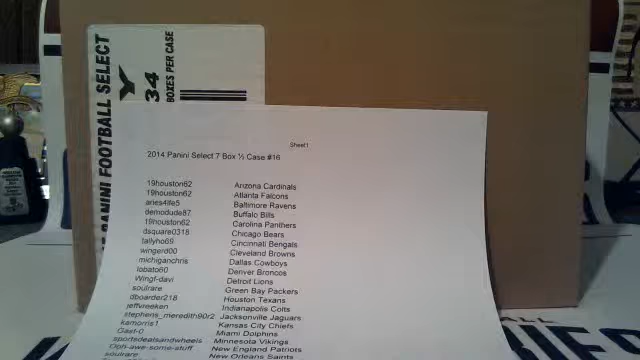 PANINI FOOTBALL SELECT
34
BOXES PER CASE
Sheet1
2014 Panini Select 7 Box ½ Case #16
19houston62 Arizona Cardinals
19houston62 Atlanta Falcons
aries4life5 Baltimore Ravens
demodude87 Buffalo Bills
19houston62 Carolina Panthers
dsquare0318 Chicago Bears
tallyho69 Cincinnati Bengals
wingerd00 Cleveland Browns
michiganchris Dallas Cowboys
lobato60 Denver Broncos
Wingf-davi Detroit Lions
soulrare Green Bay Packers
dboarder218 Houston Texans
jeffvreekan Indianapolis Colts
stephens_meredith90r2 Jacksonville Jaguars
kamorris1 Kansas City Chiefs
Gast-0 Miami Dolphins
sportsdealsandwheels Minnesota Vikings
Ooh-awe-some-stuff New England Patriots
soulrare New Orleans Saints